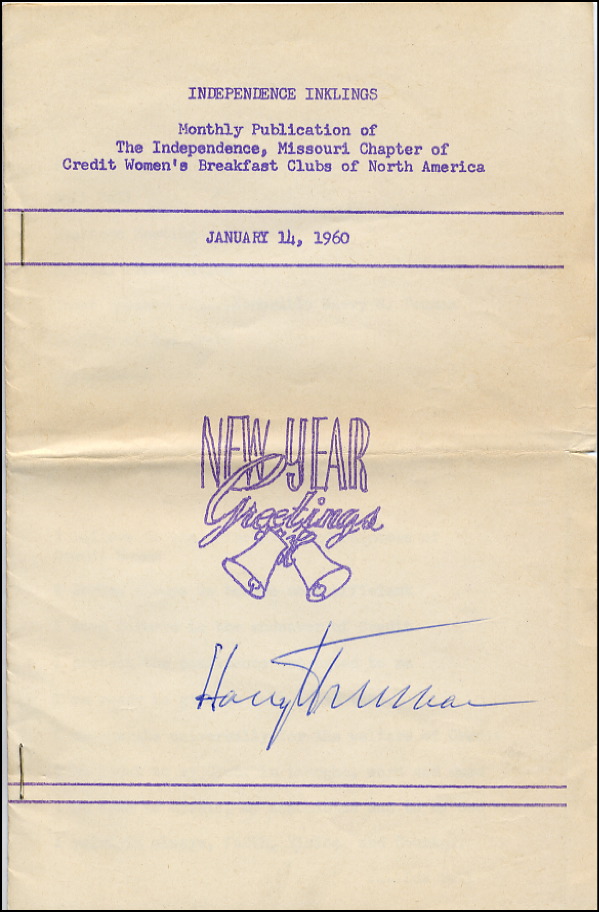 INDEPENDENCE INKLINGS
Monthly Publication of
The Independence, Missouri Chapter of
Credit Women's Breakfast Clubs of North America
JANUARY 14, 1960
NEW YEAR
Greetings
Harry Truman